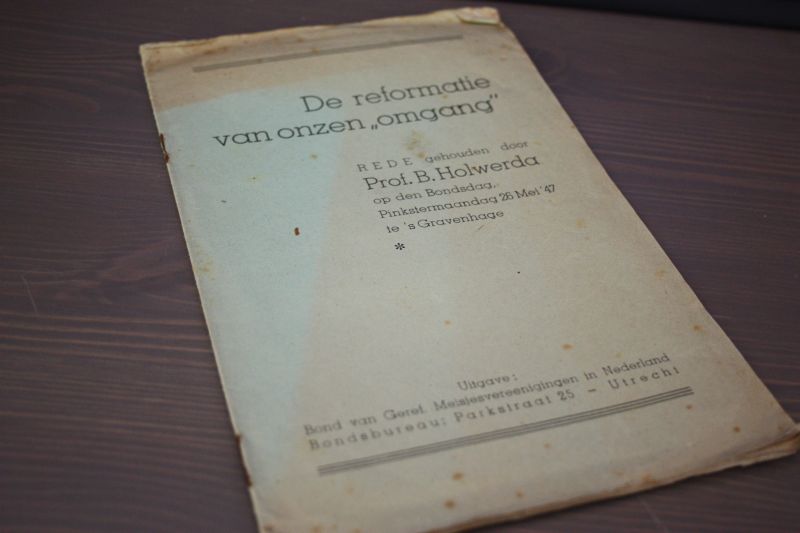 De reformatie
van onzen „omgang”
REDE gehouden door
Prof. B. Holwerda
op den Bondsdag,
Pinkstermaandag 26 Mei '47
te 's Gravenhage
*
Uitgave:
Bond van Geref. Meisjesvereenigingen in Nederland
Bondsbureau: Parkstraat 25 — Utrecht